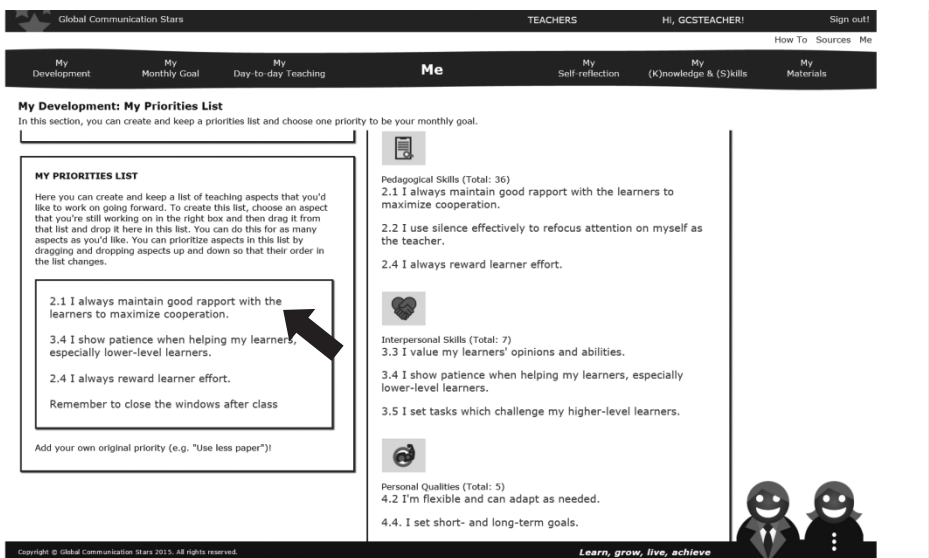 Global Communication Stars
TEACHERS
Hi, GCSTEACHER!
Sign out!
How To Sources Me
My Development
My Monthly Goal
My Day-to-day Teaching
Me
My Self-reflection
My (K)nowledge & (S)kills
My Materials
My Development: My Priorities List
In this section, you can create and keep a priorities list and choose one priority to be your monthly goal.
MY PRIORITIES LIST
Here you can create and keep a list of teaching aspects that you'd
like to work on going forward. To create this list, choose an aspect
that you're still working on in the right box and then drag it from
that list and drop it here in this list. You can do this for as many
aspects as you'd like. You can prioritize aspects in this list by
dragging and dropping aspects up and down so that their order in
the list changes.
2.1 I always maintain good rapport with the
learners to maximize cooperation.
3.4 I show patience when helping my learners,
especially lower-level learners.
2.4 I always reward learner effort.
Remember to close the windows after class
Add your own original priority (e.g. "Use less paper")!
Pedagogical Skills (Total: 36)
2.1 I always maintain good rapport with the learners to
maximize cooperation.
2.2 I use silence effectively to refocus attention on myself as
the teacher.
2.4 I always reward learner effort.
Interpersonal Skills (Total: 7)
3.3 I value my learners' opinions and abilities.
3.4 I show patience when helping my learners, especially
lower-level learners.
3.5 I set tasks which challenge my higher-level learners.
Personal Qualities (Total: 5)
4.2 I'm flexible and can adapt as needed.
4.4. I set short- and long-term goals.
Copyright © Global Communication Stars 2015. All rights reserved.
Learn, grow, live, achieve